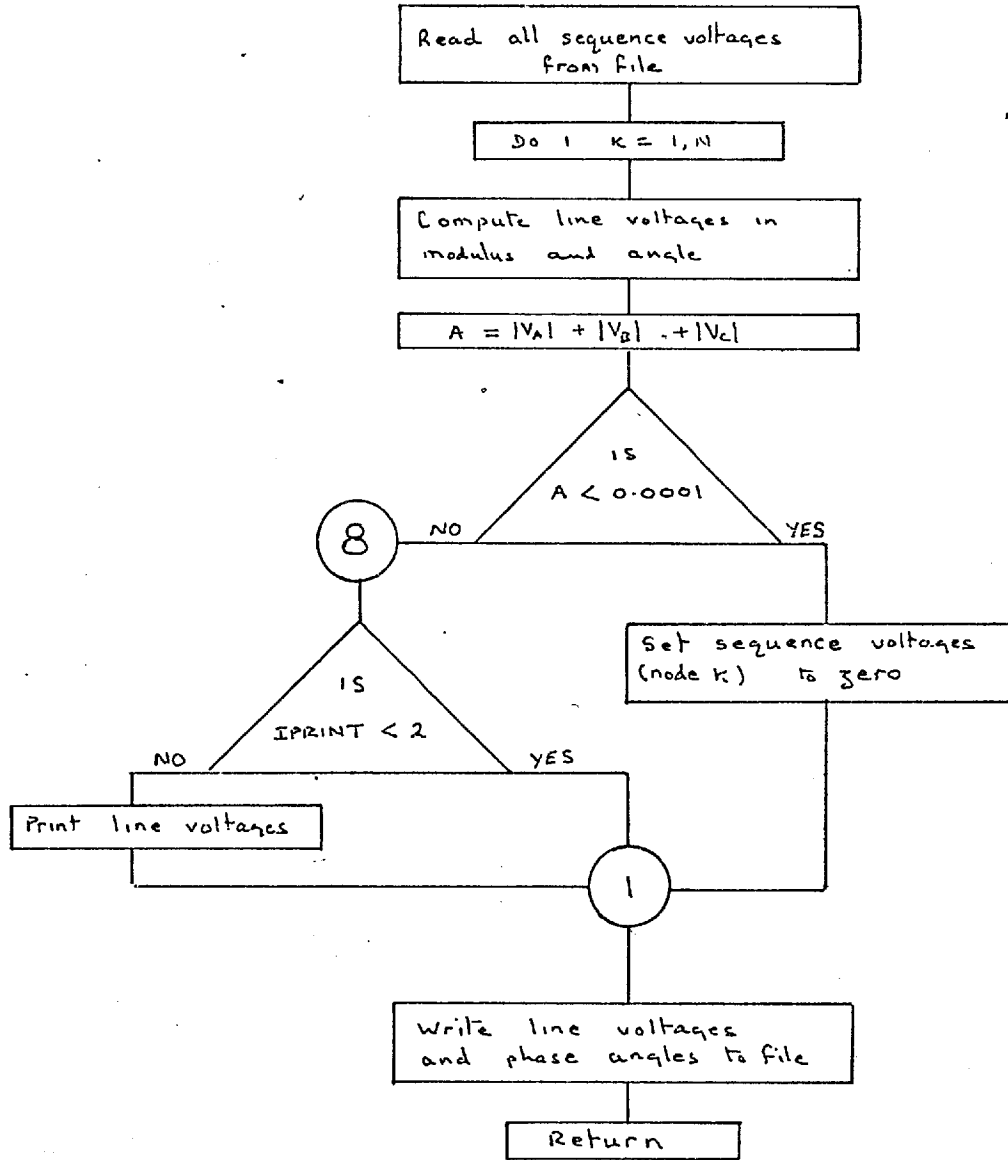 Read all sequence voltages
from file
Do 1 K = 1, N
Compute line voltages in
modulus and angle
A = |VA| + |VB| + |VC|
IS
A < 0.0001
NO
YES
8
Set sequence voltages
(node K) to zero
IS
IPRINT < 2
NO
YES
Print line voltages
1
Write line voltages
and phase angles to file
Return